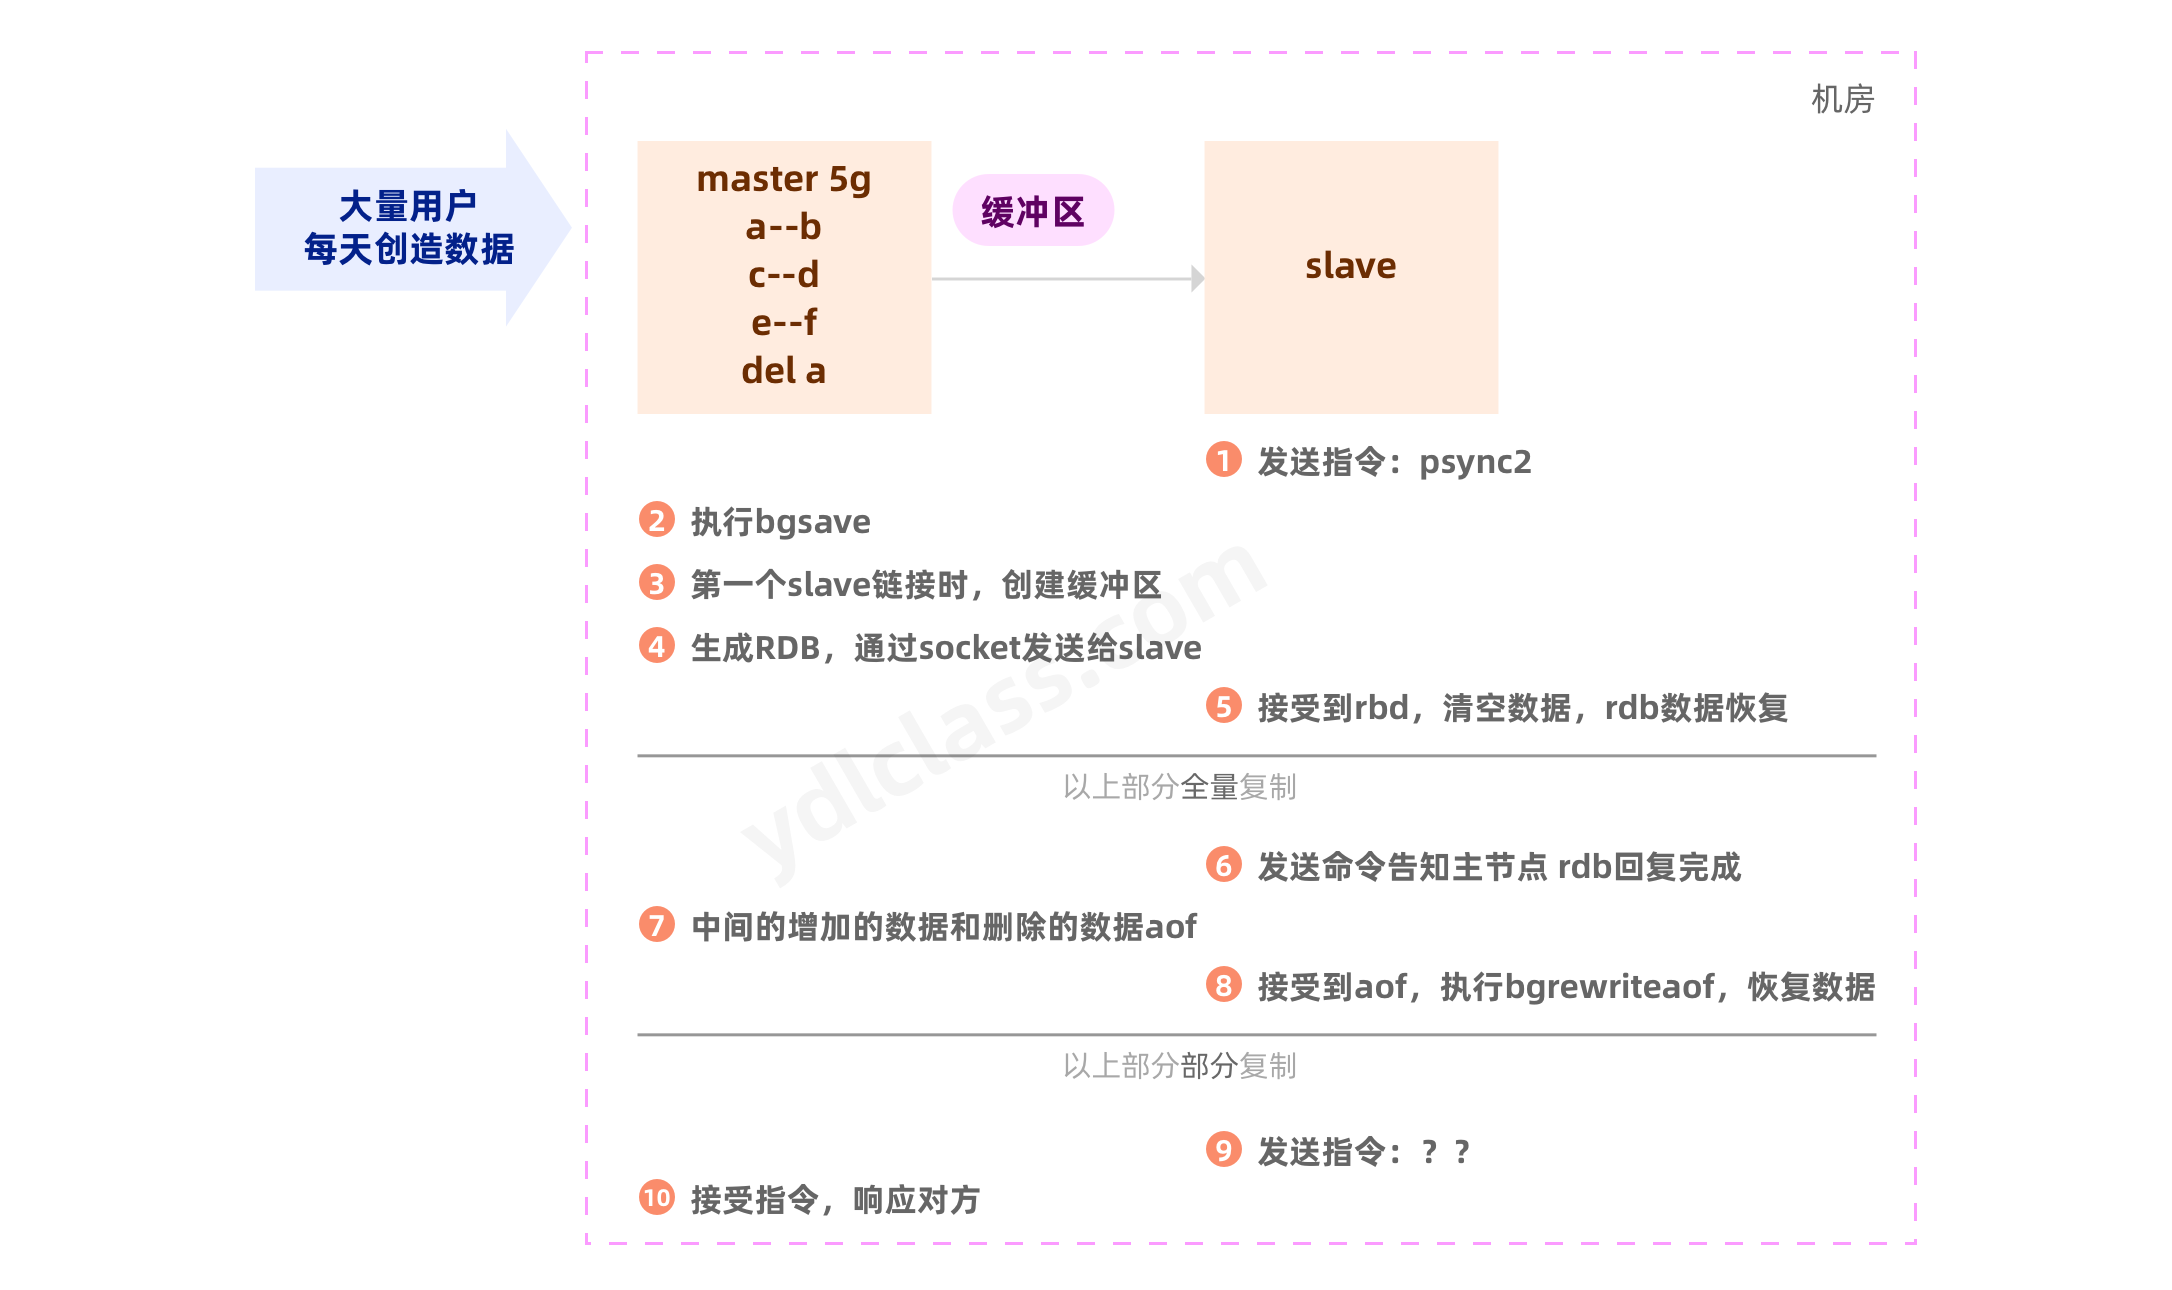 机房
大量用户
每天创造数据
master 5g
a--b
c--d
e--f
del a
缓冲区
slave
1 发送指令：psync2
2 执行bgsave
3 第一个slave链接时，创建缓冲区
4 生成RDB，通过socket发送给slave
5 接受到rbd，清空数据，rdb数据恢复
以上部分全量复制
6 发送命令告知主节点 rdb回复完成
7 中间的增加的数据和删除的数据aof
8 接受到aof，执行bgrewriteaof，恢复数据
以上部分部分复制
9 发送指令：？？
10 接受指令，响应对方
ydlclass.com